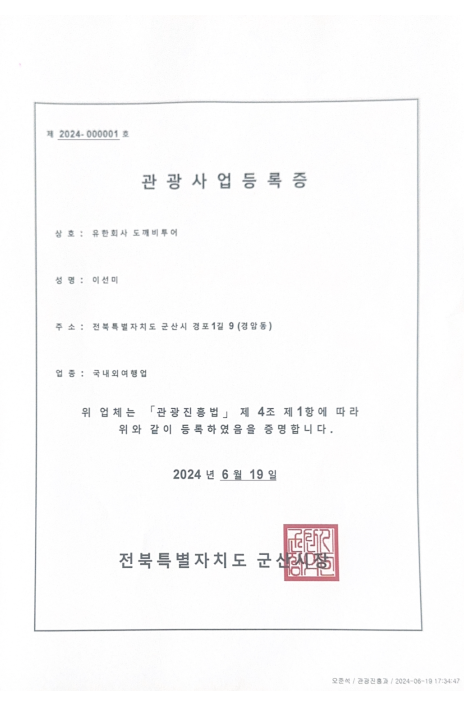 제 2024-000001 호
관광사업등록증
상 호 : 유한회사 도깨비투어
성 명 : 이선미
주 소 : 전북특별자치도 군산시 경포1길 9 (경암동)
업 종 : 국내외여행업
위 업체는 「관광진흥법」 제 4조 제1항에 따라
위와 같이 등록하였음을 증명합니다.
2024 년 6 월 19 일
전북특별자치도 군산시장
/ 관광진흥과 / 2024-06-19 17:34:47